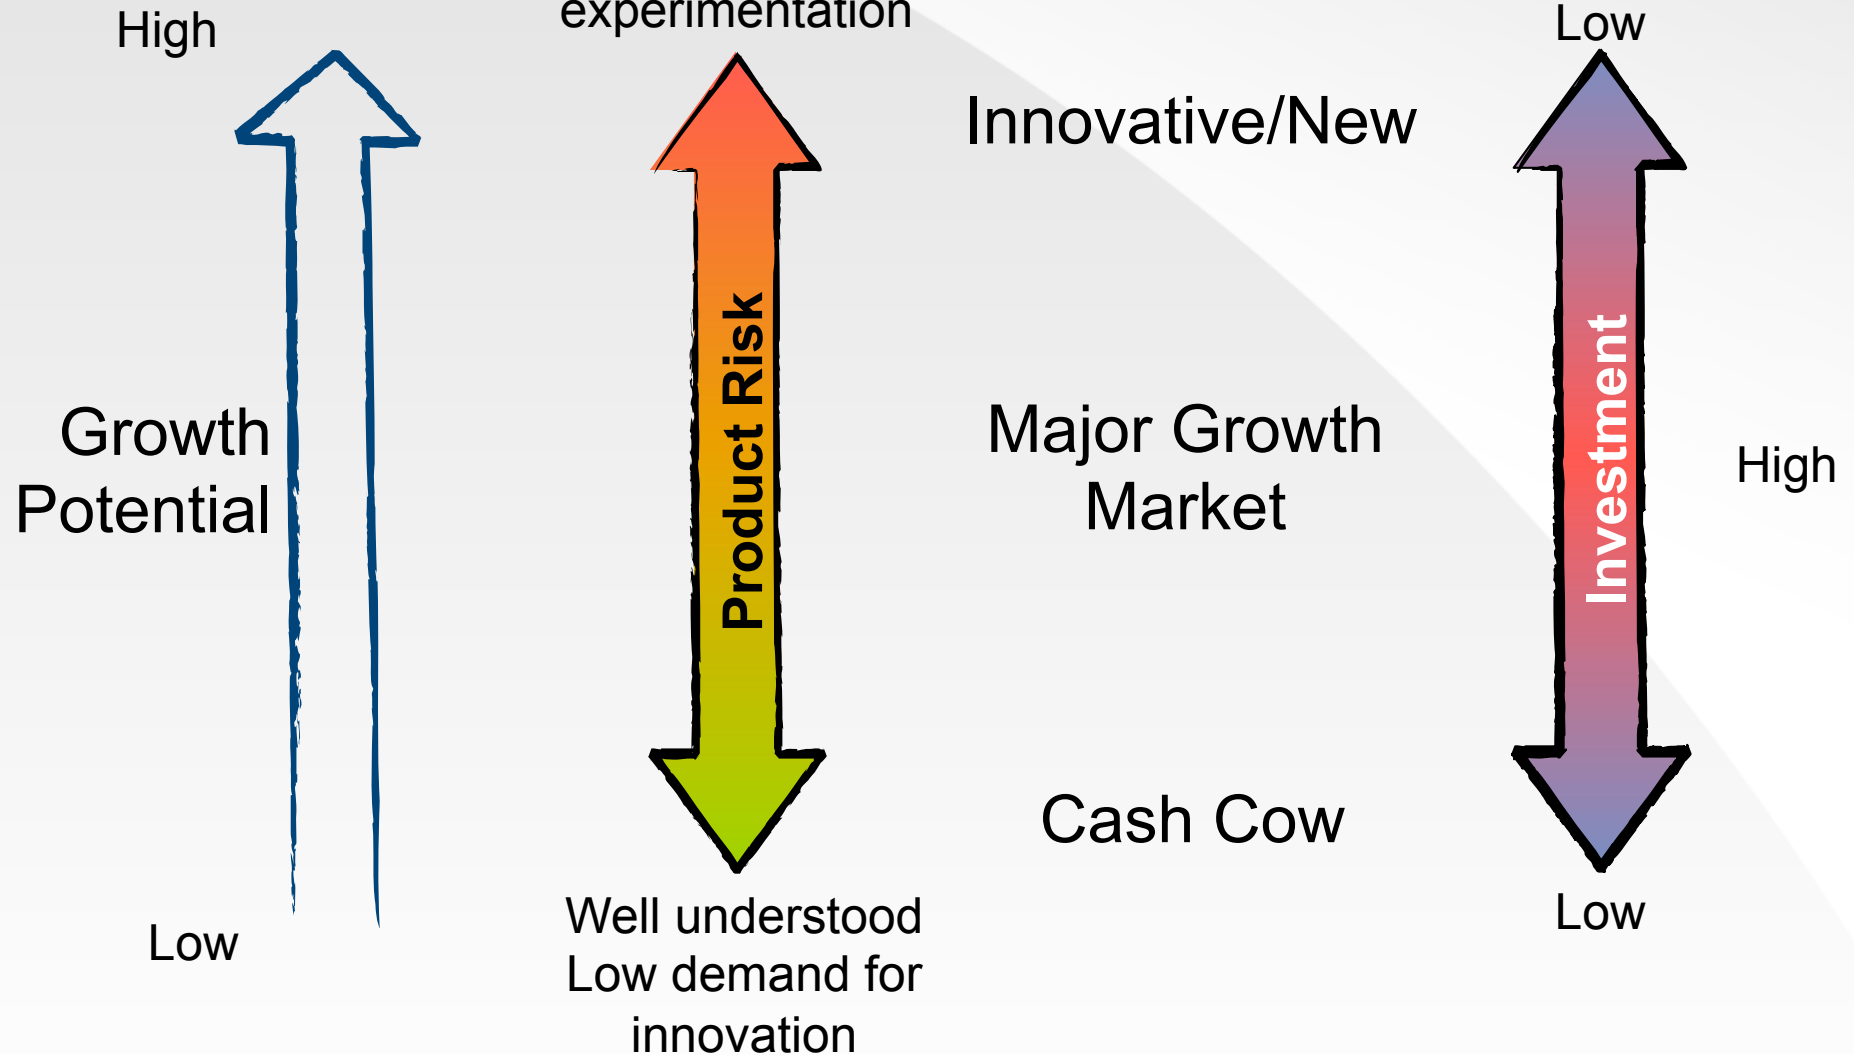 High
experimentation
Low
Innovative/New
Growth
Potential
Product Risk
Major Growth
Market
Investment
High
Cash Cow
Low
Well understood
Low demand for
innovation
Low